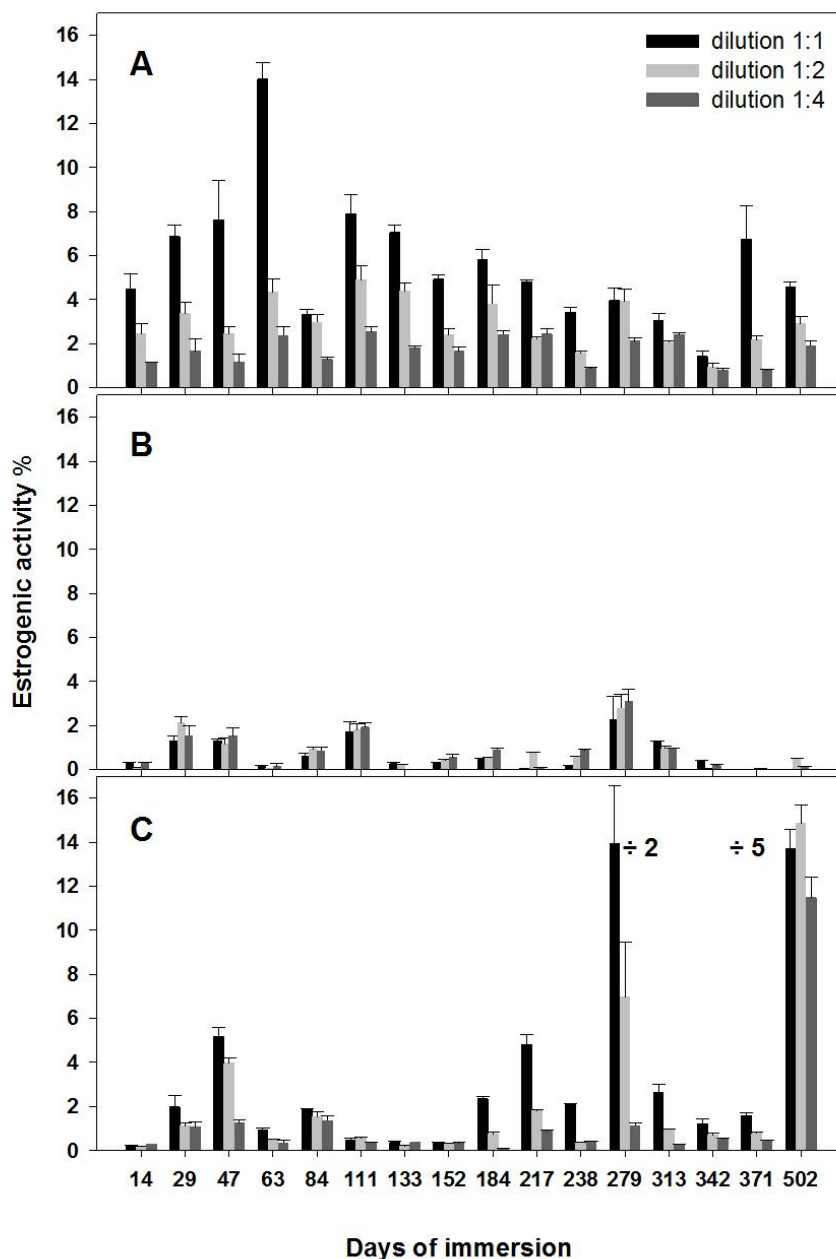 16
14
12
10
8
6
4
2
0
A
dilution 1:1
dilution 1:2
dilution 1:4
Estrogenic activity %
16
14
12
10
8
6
4
2
0
B
16
14
12
10
8
6
4
2
0
C
÷ 2 ÷ 5
14 29 47 63 84 111 133 152 184 217 238 279 313 342 371 502
Days of immersion